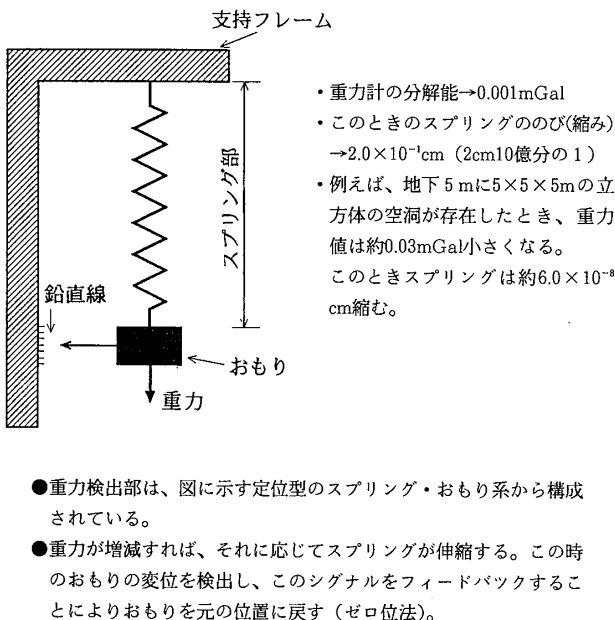 支持フレーム
・重力計の分解能→0.001mGal
・このときのスプリングののび(縮み)
→2.0×10⁻¹cm（2cm10億分の1）
・例えば、地下5mに5×5×5mの立
方体の空洞が存在したとき、重力
値は約0.03mGal小さくなる。
このときスプリングは約6.0×10⁻⁸
cm縮む。
スプリング部
鉛直線
おもり
重力
●重力検出部は、図に示す定位型のスプリング・おもり系から構成
されている。
●重力が増減すれば、それに応じてスプリングが伸縮する。この時
のおもりの変位を検出し、このシグナルをフィードバツクするこ
とによりおもりを元の位置に戻す（ゼロ位法）。